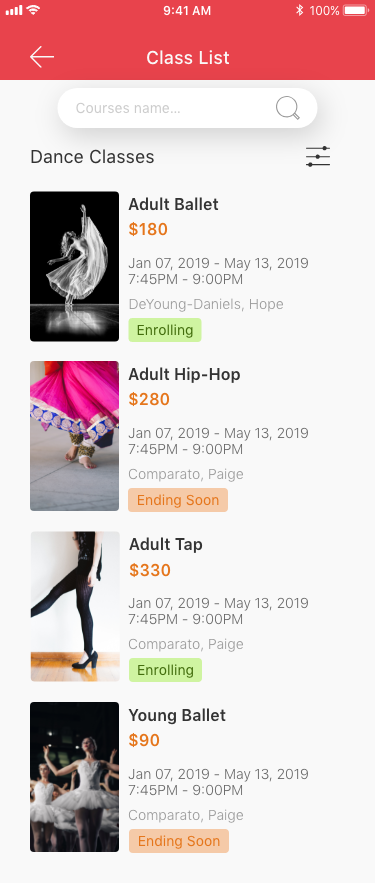 9:41 AM 100%
Class List
Courses name...
Dance Classes
Adult Ballet
$180
Jan 07, 2019 - May 13, 2019
7:45PM - 9:00PM
DeYoung-Daniels, Hope
Enrolling
Adult Hip-Hop
$280
Jan 07, 2019 - May 13, 2019
7:45PM - 9:00PM
Comparato, Paige
Ending Soon
Adult Tap
$330
Jan 07, 2019 - May 13, 2019
7:45PM - 9:00PM
Comparato, Paige
Enrolling
Young Ballet
$90
Jan 07, 2019 - May 13, 2019
7:45PM - 9:00PM
Comparato, Paige
Ending Soon